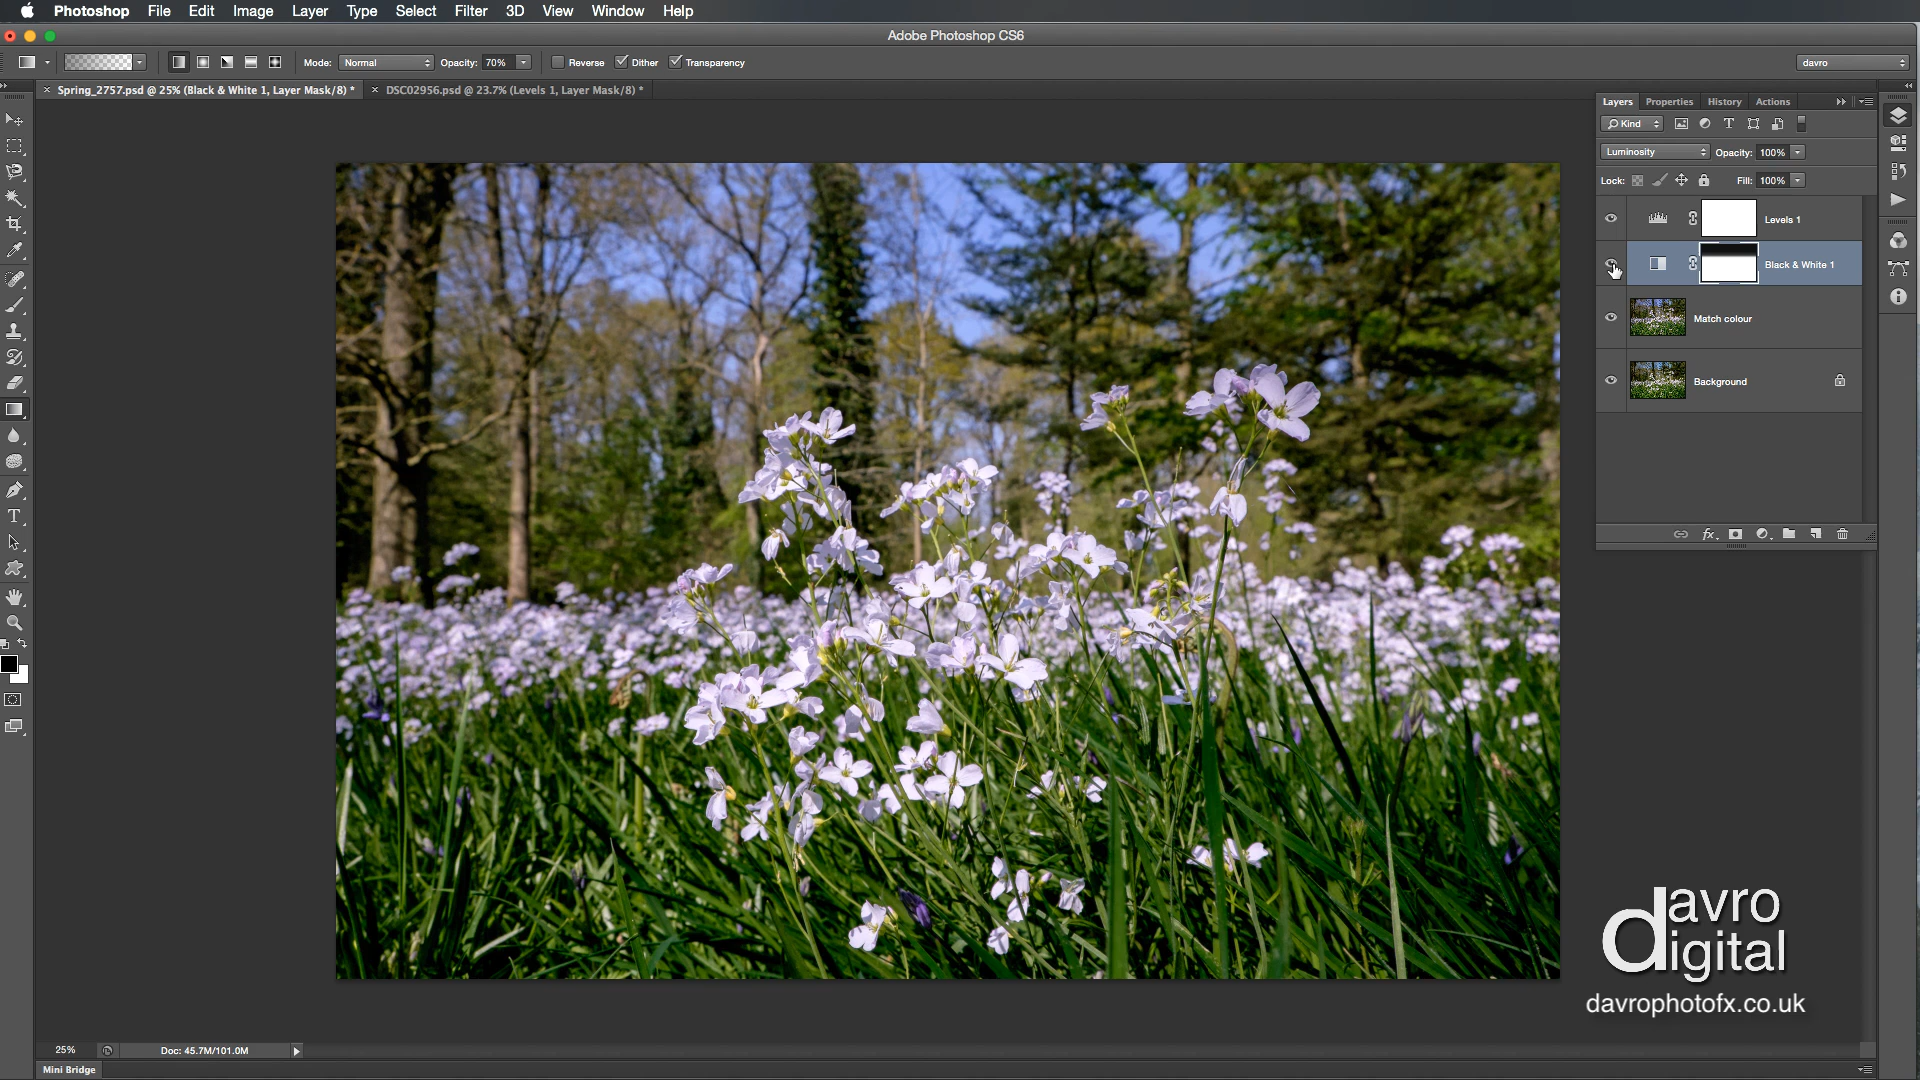 Photoshop File Edit Image Layer Type Select Filter 3D View Window Help
Adobe Photoshop CS6
Mode: Normal Opacity: 70% Reverse Dither Transparency davro
Spring_2757.psd @ 25% (Black & White 1, Layer Mask/8) * DSC02956.psd @ 23.7% (Levels 1, Layer Mask/8) *
Layers Properties History Actions
Kind
Luminosity Opacity: 100%
Lock: Fill: 100%
Levels 1
Black & White 1
Match colour
Background
davro
digital
davrophotofx.co.uk
25% Doc: 45.7M/101.0M
Mini Bridge